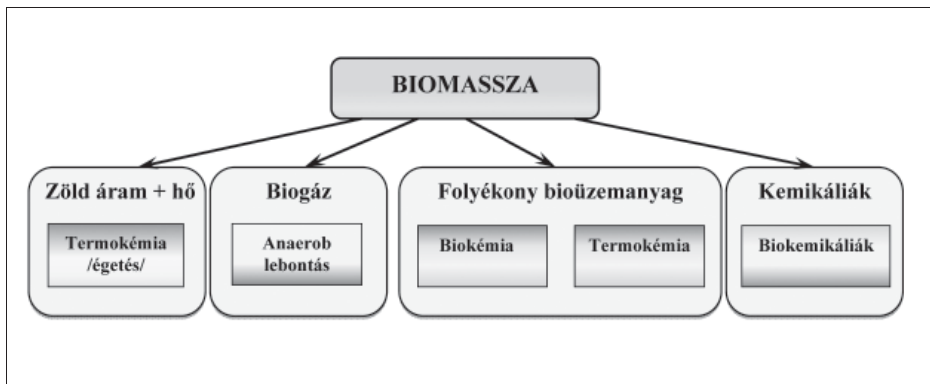 BIOMASSZA
Zöld áram + hő
Termokémia
/égetés/
Biogáz
Anaerob
lebontás
Folyékony bioüzemanyag
Biokémia
Termokémia
Kemikáliák
Biokemikáliák